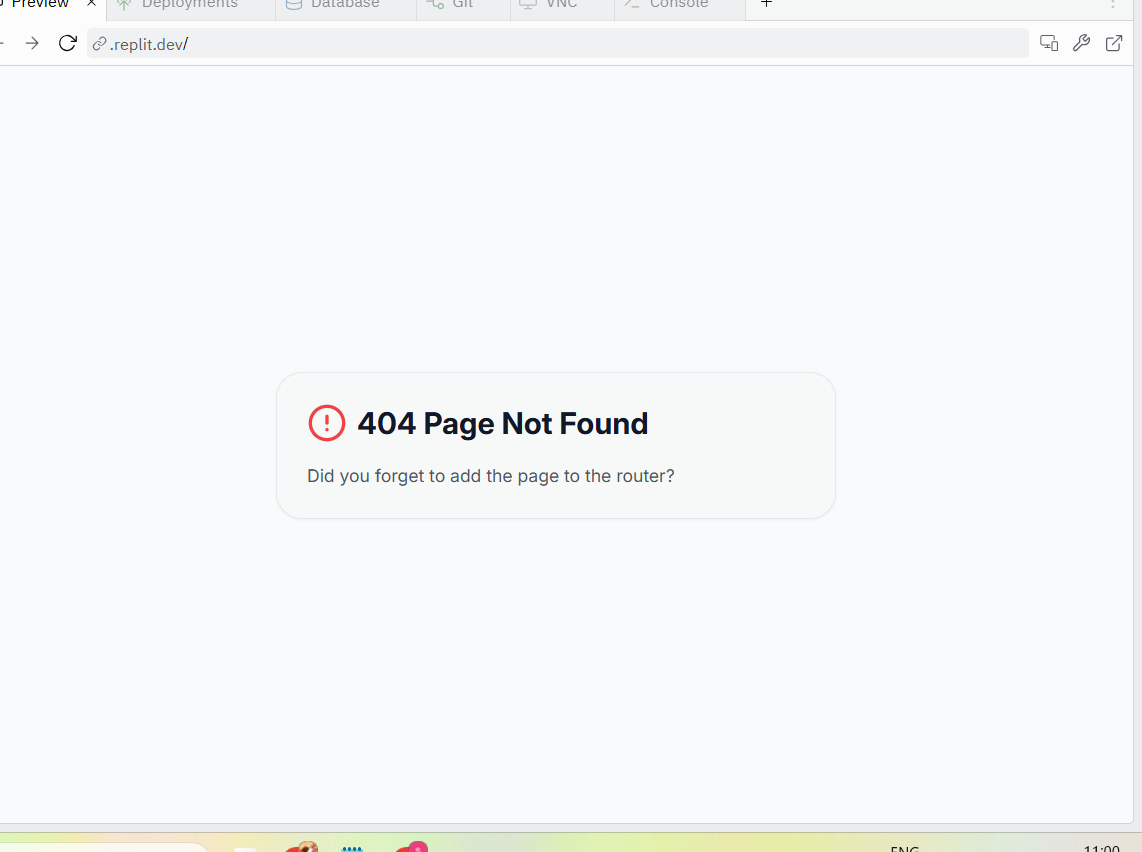 Preview
Deployments
Database
Git
VNC
Console
.replit.dev/
404 Page Not Found
Did you forget to add the page to the router?
ENG
11:00